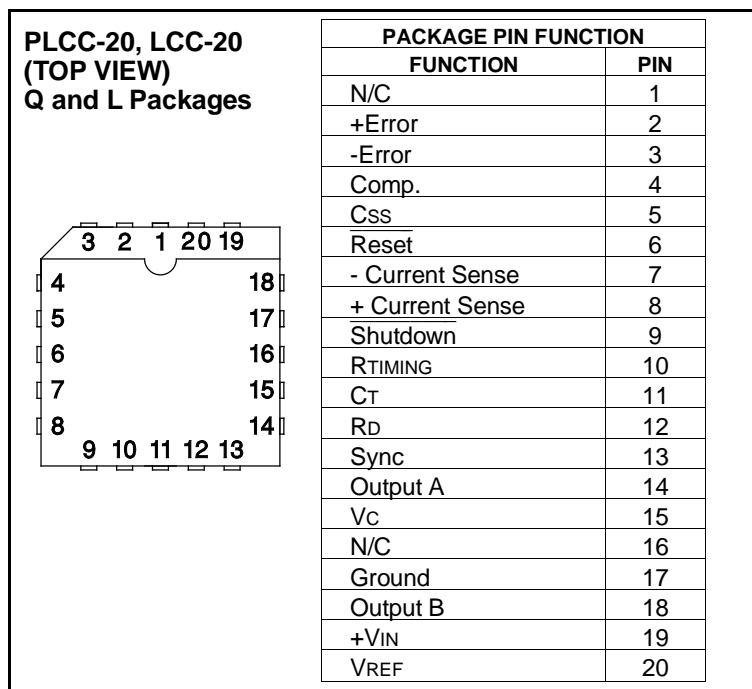 PLCC-20, LCC-20
(TOP VIEW)
Q and L Packages
3 2 1 20 19
4 18
5 17
6 16
7 15
8 14
9 10 11 12 13
PACKAGE PIN FUNCTION
FUNCTION PIN
N/C 1
+Error 2
-Error 3
Comp. 4
CSS 5
Reset 6
- Current Sense 7
+ Current Sense 8
Shutdown 9
RTIMING 10
CT 11
RD 12
Sync 13
Output A 14
VC 15
N/C 16
Ground 17
Output B 18
+VIN 19
VREF 20